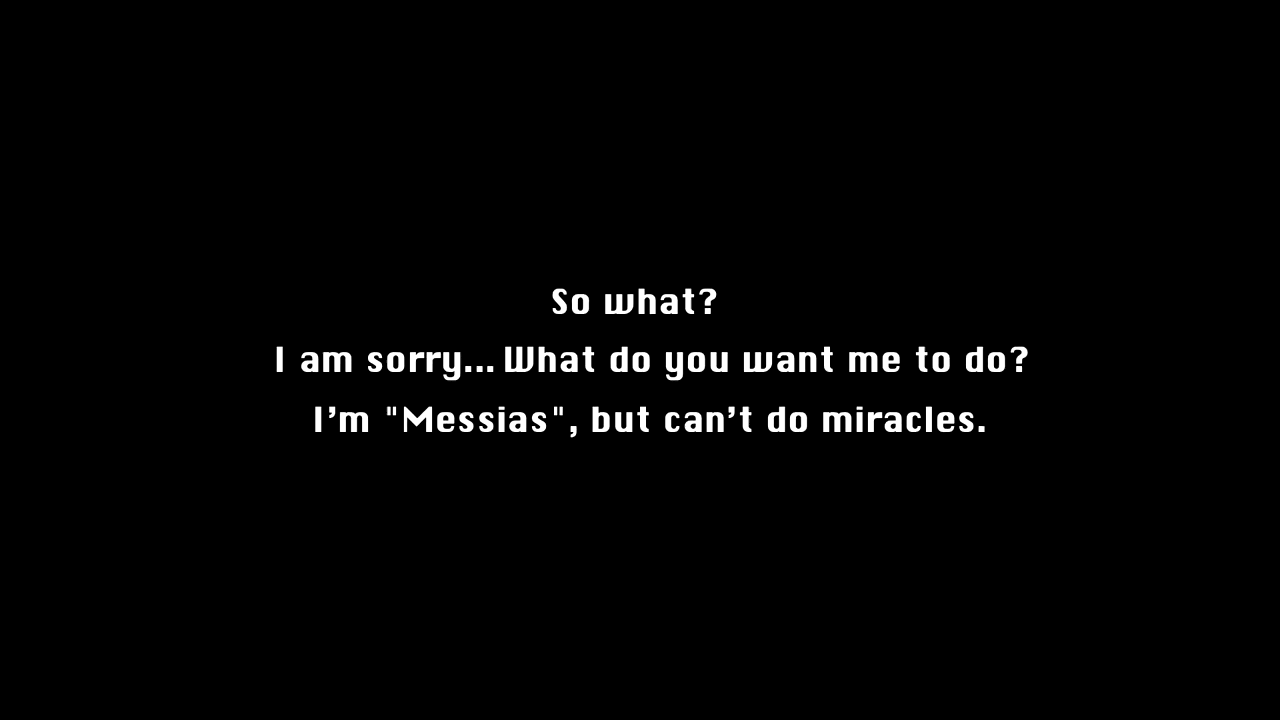 So what?
I am sorry... What do you want me to do?
I'm "Messias", but can't do miracles.